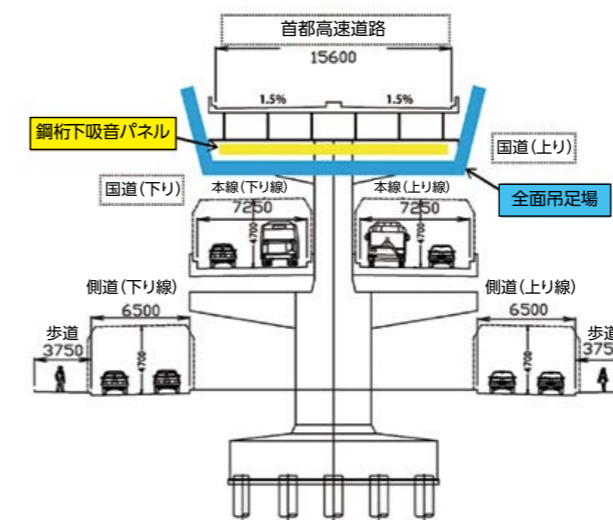 首都高速道路
15600
1.5%
1.5%
鋼桁下吸音パネル
国道(上り)
国道(下り)
本線(下り線)
本線(上り線)
全面吊足場
7250
7250
4700
4700
側道(下り線)
側道(上り線)
6500
6500
歩道
歩道
3750
375
4700
4700